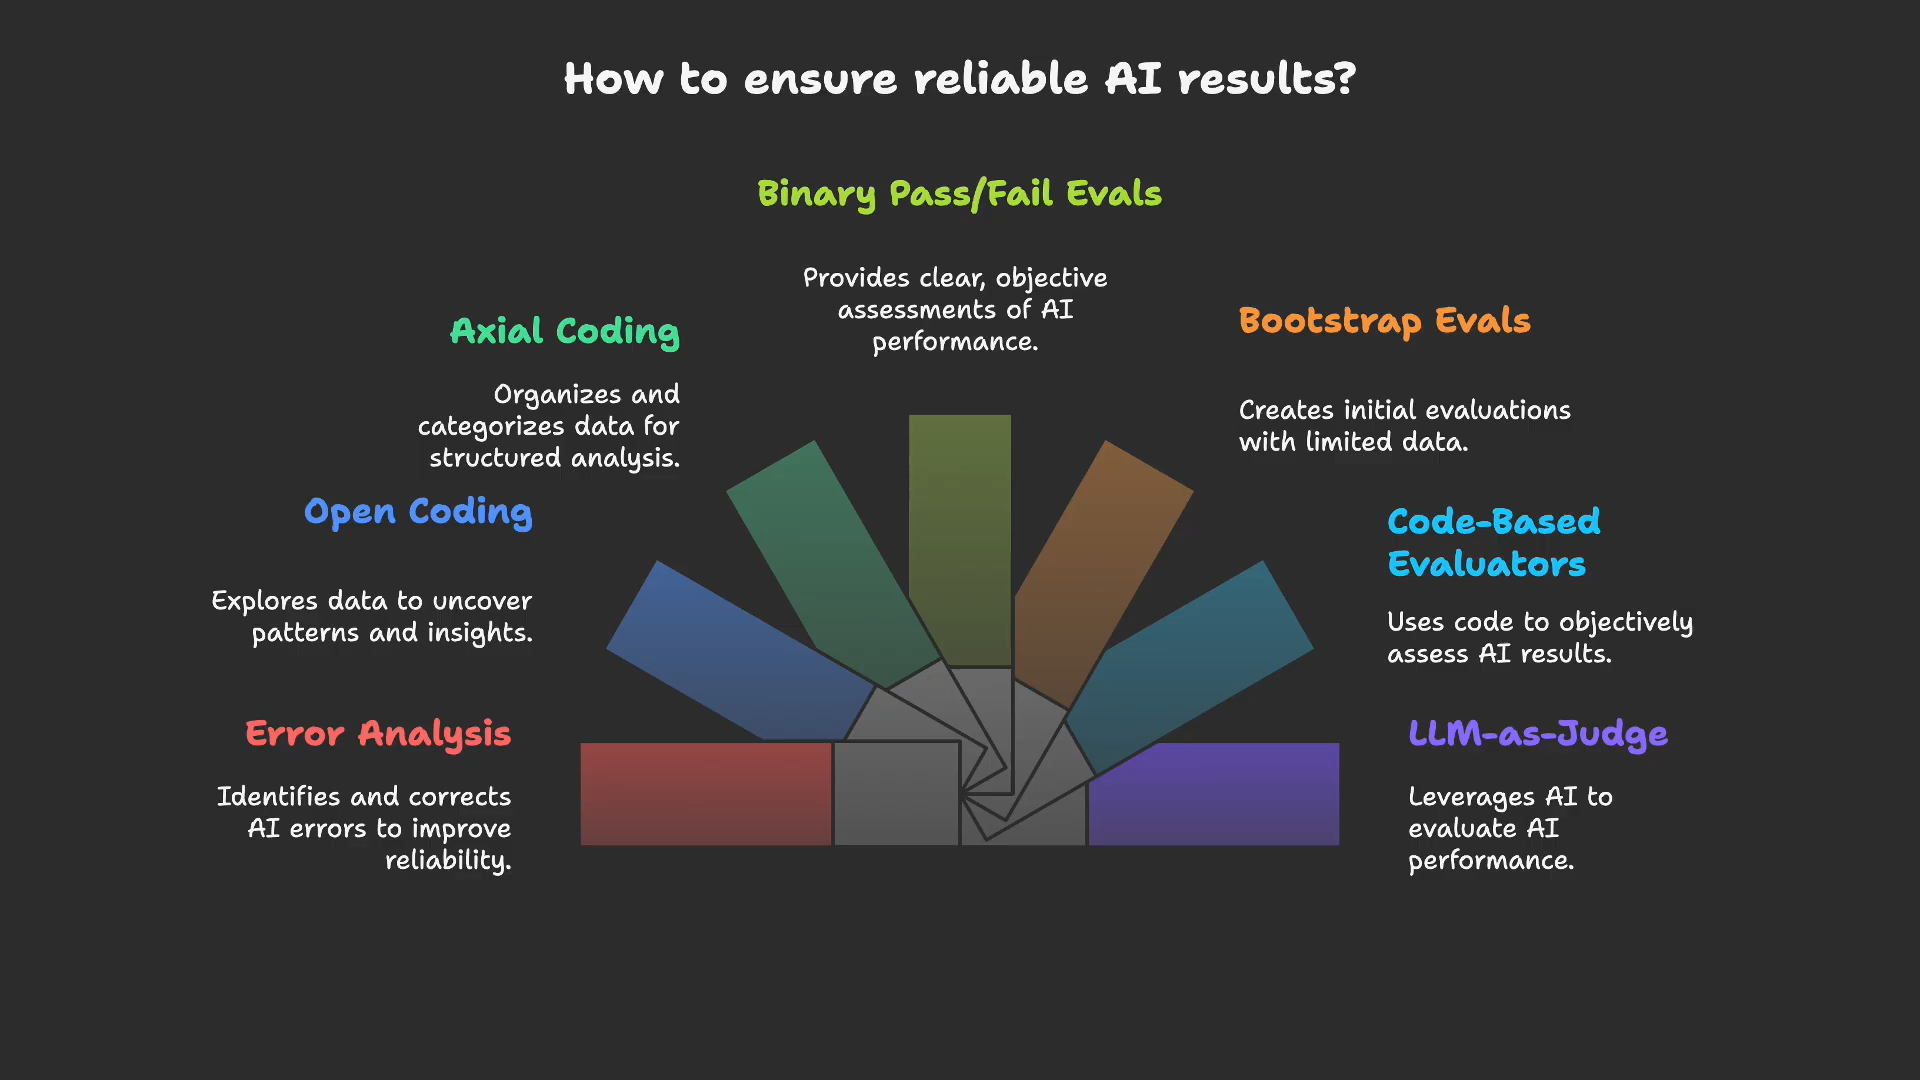 How to ensure reliable AI results?
Binary Pass/Fail Evals
Provides clear, objective
assessments of AI
performance.
Axial Coding
Organizes and
categorizes data for
structured analysis.
Bootstrap Evals
Creates initial evaluations
with limited data.
Open Coding
Explores data to uncover
patterns and insights.
Code-Based
Evaluators
Uses code to objectively
assess AI results.
Error Analysis
Identifies and corrects
AI errors to improve
reliability.
LLM-as-Judge
Leverages AI to
evaluate AI
performance.